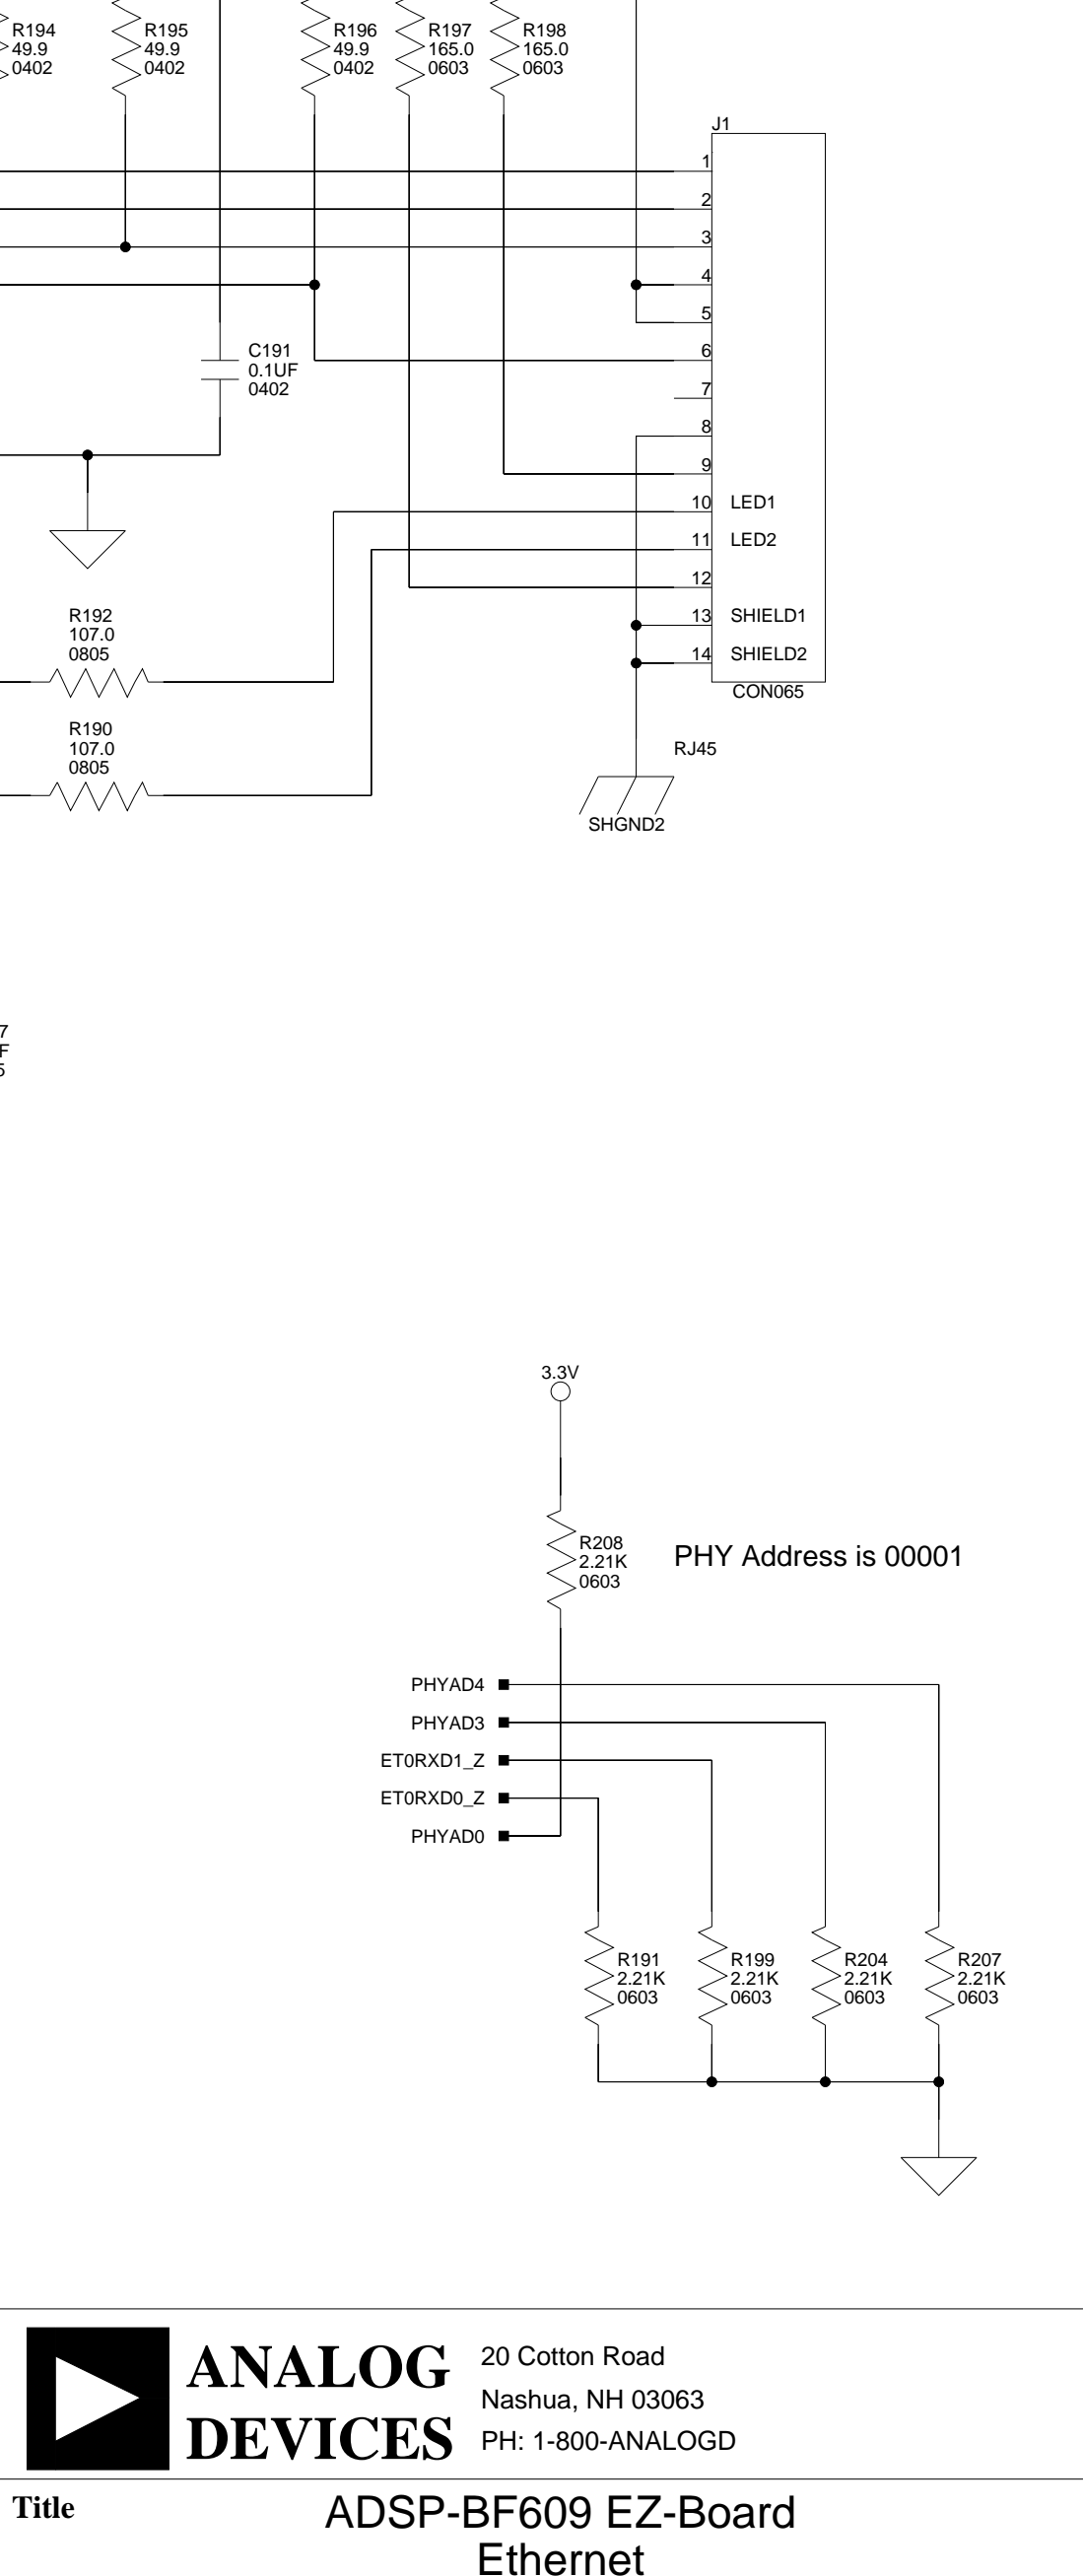 R194
49.9
0402
R195
49.9
0402
R196
49.9
0402
R197
165.0
0603
R198
165.0
0603
J1
1
2
3
4
5
6
7
8
9
10 LED1
11 LED2
12
13 SHIELD1
14 SHIELD2
CON065
RJ45
SHGND2
C191
0.1UF
0402
R192
107.0
0805
R190
107.0
0805
7
F
5
3.3V
R208
2.21K
0603
PHY Address is 00001
PHYAD4
PHYAD3
ET0RXD1_Z
ET0RXD0_Z
PHYAD0
R191
2.21K
0603
R199
2.21K
0603
R204
2.21K
0603
R207
2.21K
0603
ANALOG
DEVICES
20 Cotton Road
Nashua, NH 03063
PH: 1-800-ANALOGD
Title
ADSP-BF609 EZ-Board
Ethernet